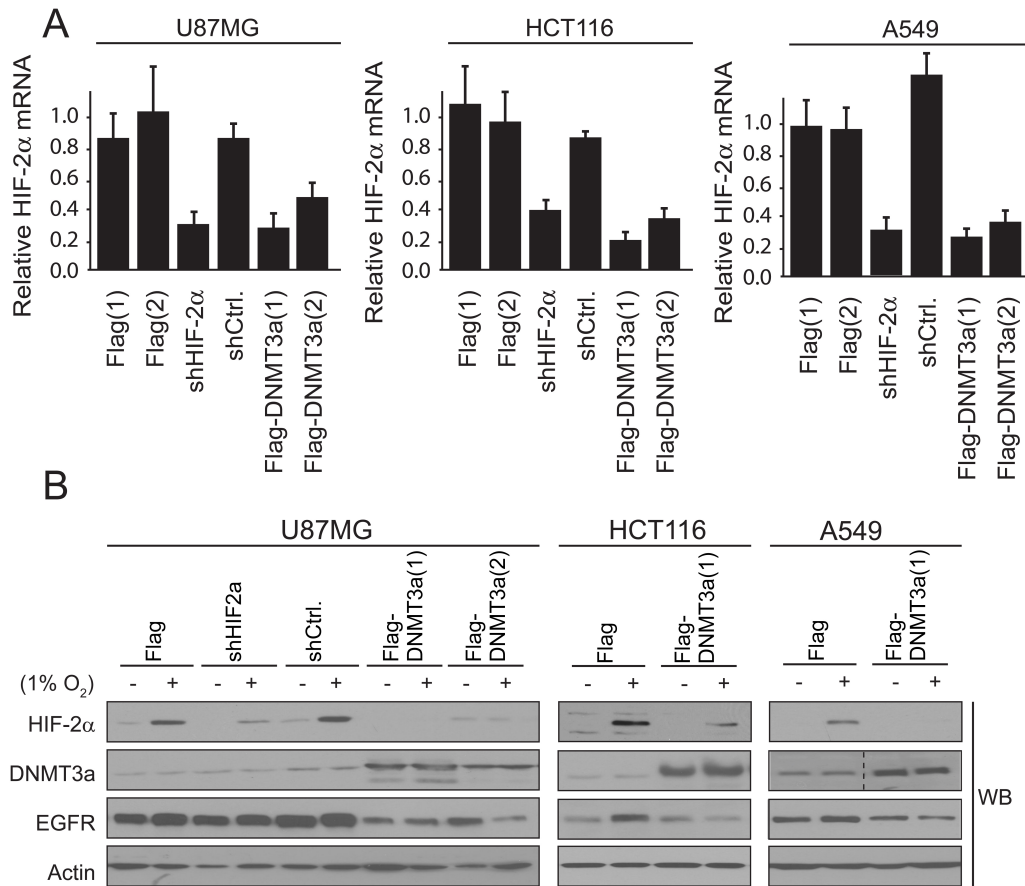 A
U87MG
HCT116
A549
Relative HIF-2α mRNA
1.0
0.8
0.6
0.4
0.2
0.0
Flag(1)
Flag(2)
shHIF-2α
shCtrl.
Flag-DNMT3a(1)
Flag-DNMT3a(2)
Relative HIF-2α mRNA
1.0
0.8
0.6
0.4
0.2
0.0
Flag(1)
Flag(2)
shHIF-2α
shCtrl.
Flag-DNMT3a(1)
Flag-DNMT3a(2)
Relative HIF-2α mRNA
1.0
0.8
0.6
0.4
0.2
0.0
Flag(1)
Flag(2)
shHIF-2α
shCtrl.
Flag-DNMT3a(1)
Flag-DNMT3a(2)
B
U87MG
HCT116
A549
Flag
shHIF2a
shCtrl.
Flag-
DNMT3a(1)
Flag-
DNMT3a(2)
Flag
Flag-
DNMT3a(1)
Flag
Flag-
DNMT3a(1)
(1% O₂) - + - + - + - + - + - + - + - + - +
HIF-2α
DNMT3a
EGFR
Actin
WB